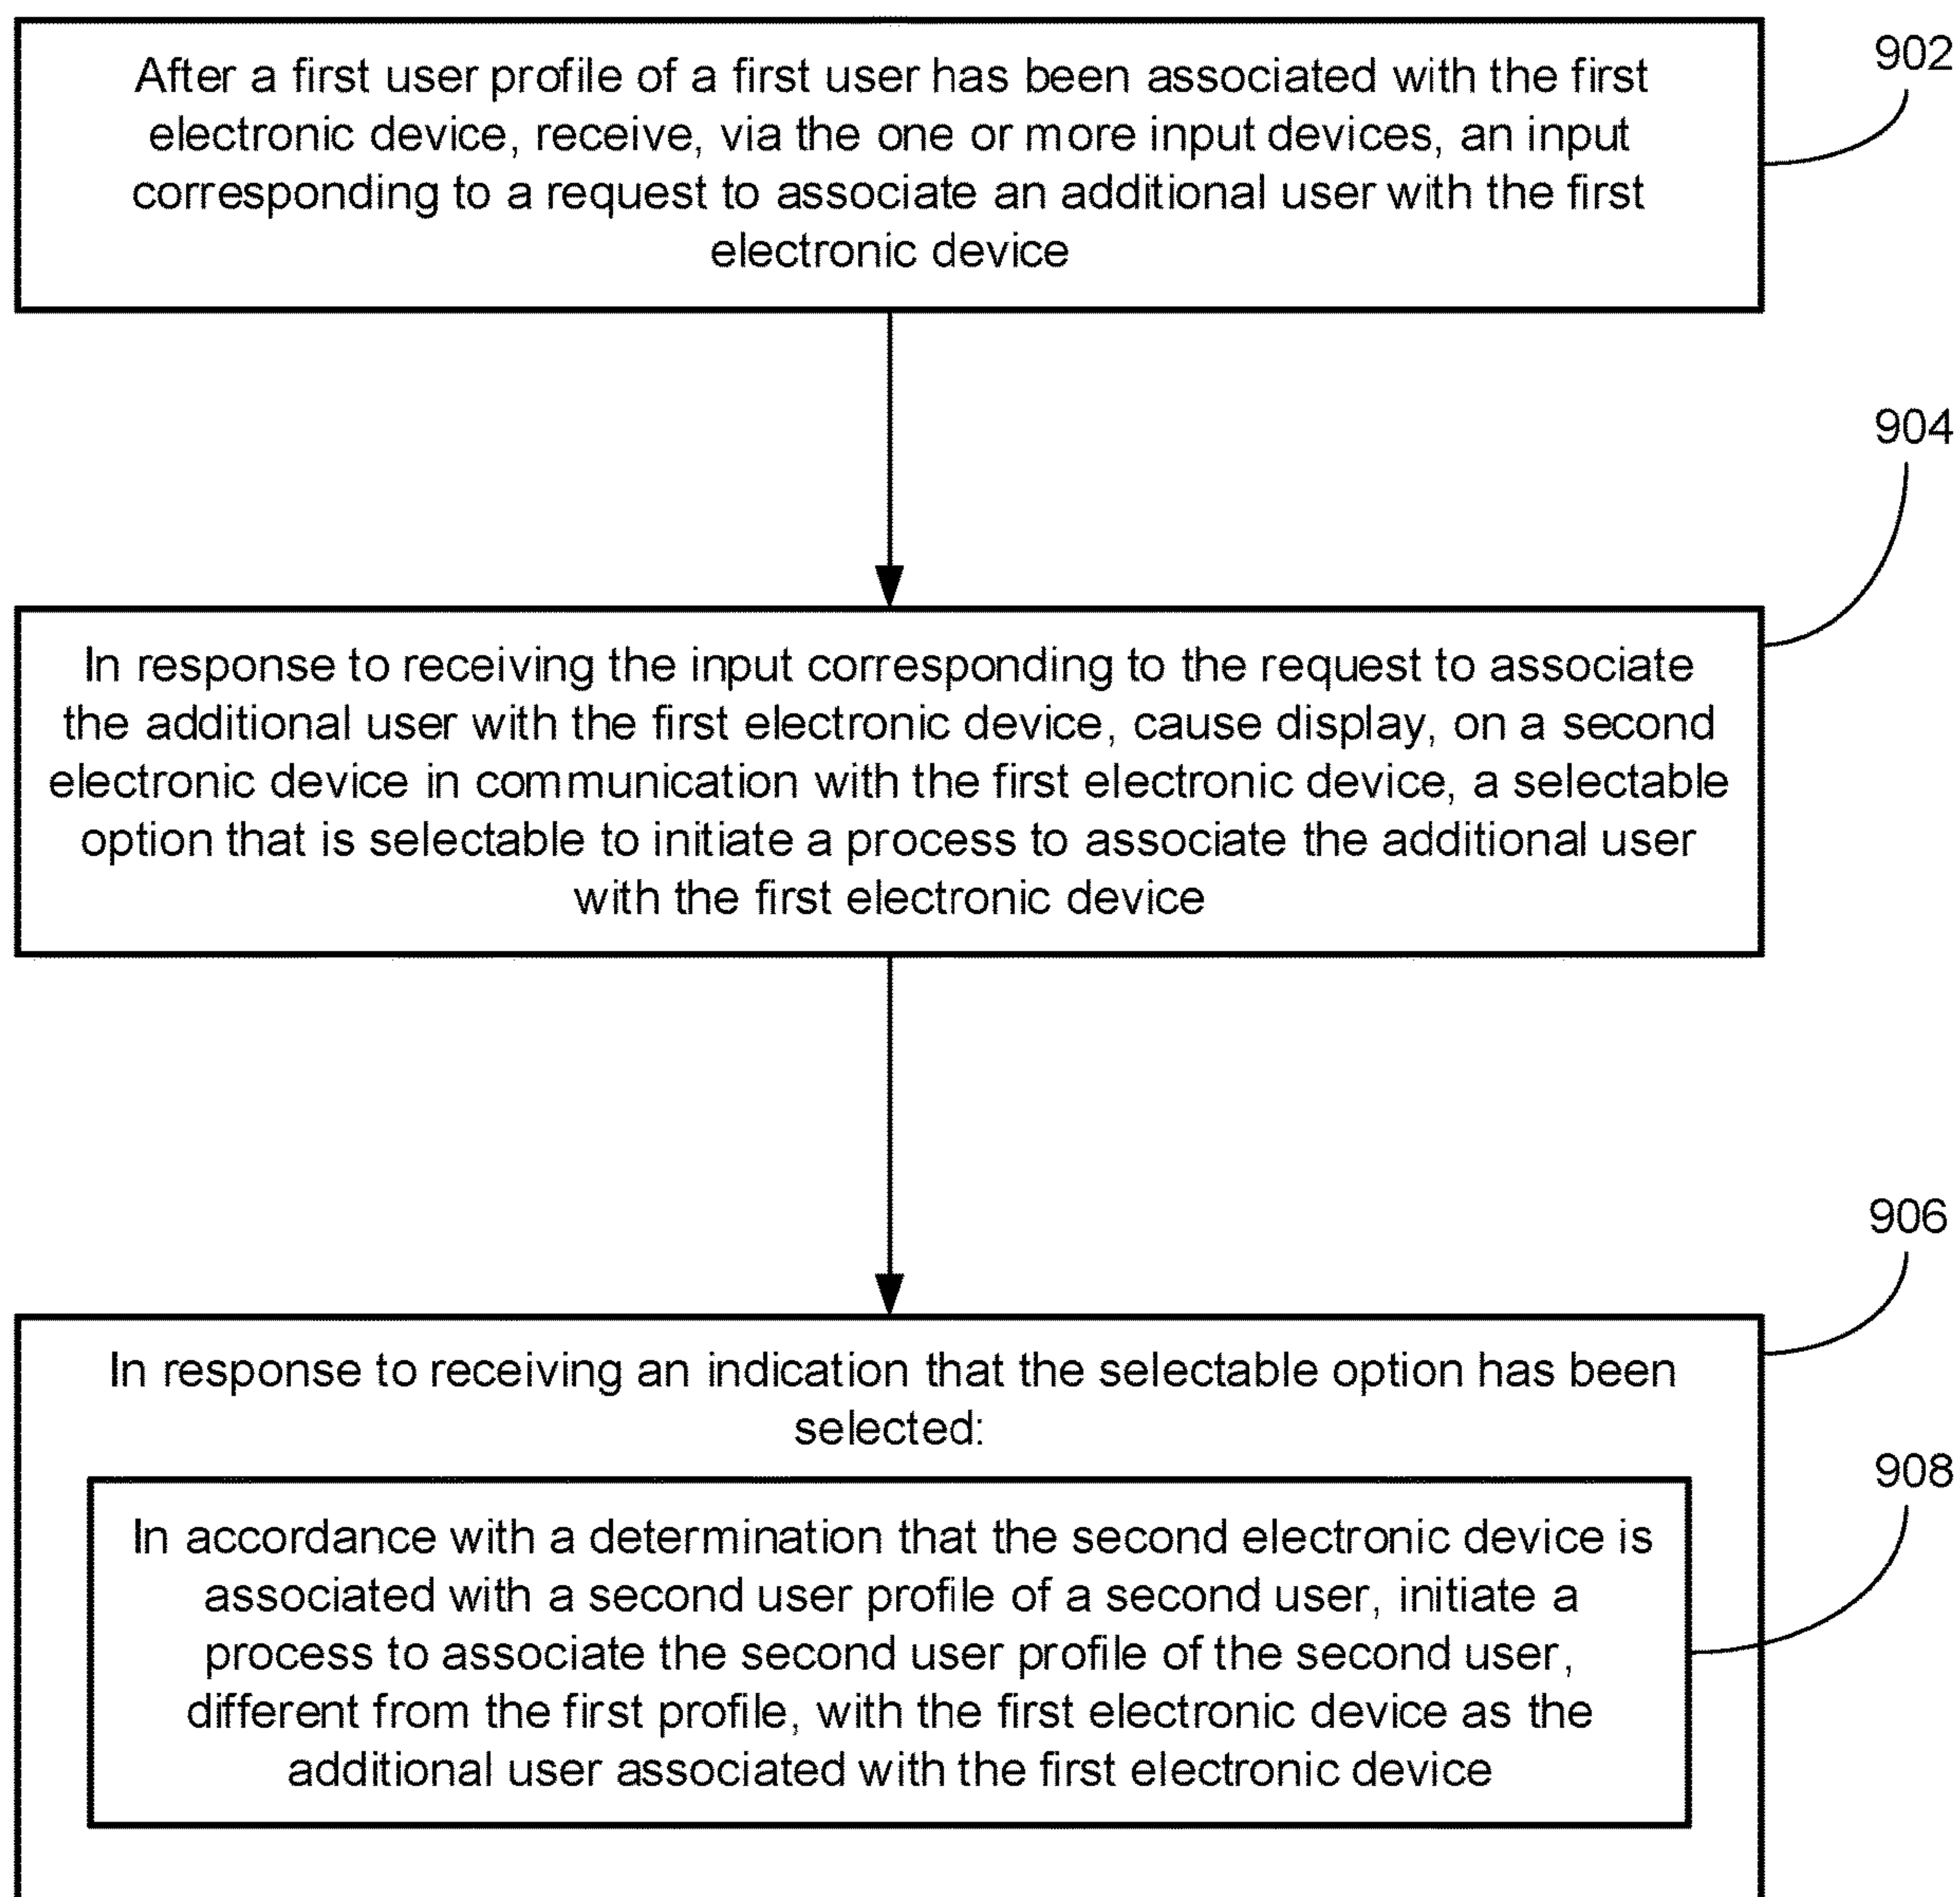 After a first user profile of a first user has been associated with the first
electronic device, receive, via the one or more input devices, an input
corresponding to a request to associate an additional user with the first
electronic device
902
In response to receiving the input corresponding to the request to associate
the additional user with the first electronic device, cause display, on a second
electronic device in communication with the first electronic device, a selectable
option that is selectable to initiate a process to associate the additional user
with the first electronic device
904
In response to receiving an indication that the selectable option has been
selected:
906
In accordance with a determination that the second electronic device is
associated with a second user profile of a second user, initiate a
process to associate the second user profile of the second user,
different from the first profile, with the first electronic device as the
additional user associated with the first electronic device
908